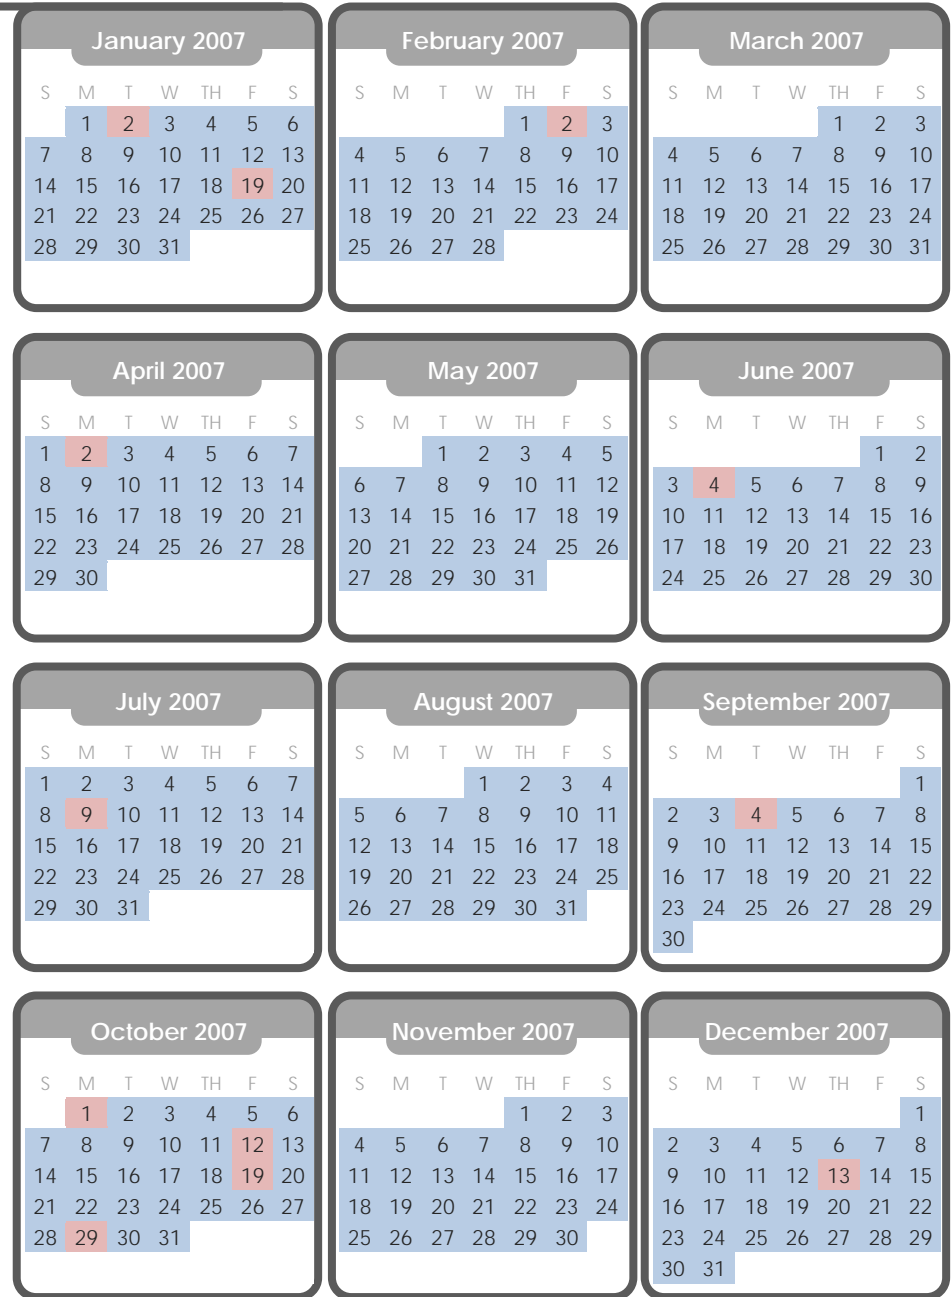 January 2007
S M T W TH F S
1 2 3 4 5 6
7 8 9 10 11 12 13
14 15 16 17 18 19 20
21 22 23 24 25 26 27
28 29 30 31
February 2007
S M T W TH F S
1 2 3
4 5 6 7 8 9 10
11 12 13 14 15 16 17
18 19 20 21 22 23 24
25 26 27 28
March 2007
S M T W TH F S
1 2 3
4 5 6 7 8 9 10
11 12 13 14 15 16 17
18 19 20 21 22 23 24
25 26 27 28 29 30 31
April 2007
S M T W TH F S
1 2 3 4 5 6 7
8 9 10 11 12 13 14
15 16 17 18 19 20 21
22 23 24 25 26 27 28
29 30
May 2007
S M T W TH F S
1 2 3 4 5
6 7 8 9 10 11 12
13 14 15 16 17 18 19
20 21 22 23 24 25 26
27 28 29 30 31
June 2007
S M T W TH F S
1 2
3 4 5 6 7 8 9
10 11 12 13 14 15 16
17 18 19 20 21 22 23
24 25 26 27 28 29 30
July 2007
S M T W TH F S
1 2 3 4 5 6 7
8 9 10 11 12 13 14
15 16 17 18 19 20 21
22 23 24 25 26 27 28
29 30 31
August 2007
S M T W TH F S
1 2 3 4
5 6 7 8 9 10 11
12 13 14 15 16 17 18
19 20 21 22 23 24 25
26 27 28 29 30 31
September 2007
S M T W TH F S
1
2 3 4 5 6 7 8
9 10 11 12 13 14 15
16 17 18 19 20 21 22
23 24 25 26 27 28 29
30
October 2007
S M T W TH F S
1 2 3 4 5 6
7 8 9 10 11 12 13
14 15 16 17 18 19 20
21 22 23 24 25 26 27
28 29 30 31
November 2007
S M T W TH F S
1 2 3
4 5 6 7 8 9 10
11 12 13 14 15 16 17
18 19 20 21 22 23 24
25 26 27 28 29 30
December 2007
S M T W TH F S
1
2 3 4 5 6 7 8
9 10 11 12 13 14 15
16 17 18 19 20 21 22
23 24 25 26 27 28 29
30 31